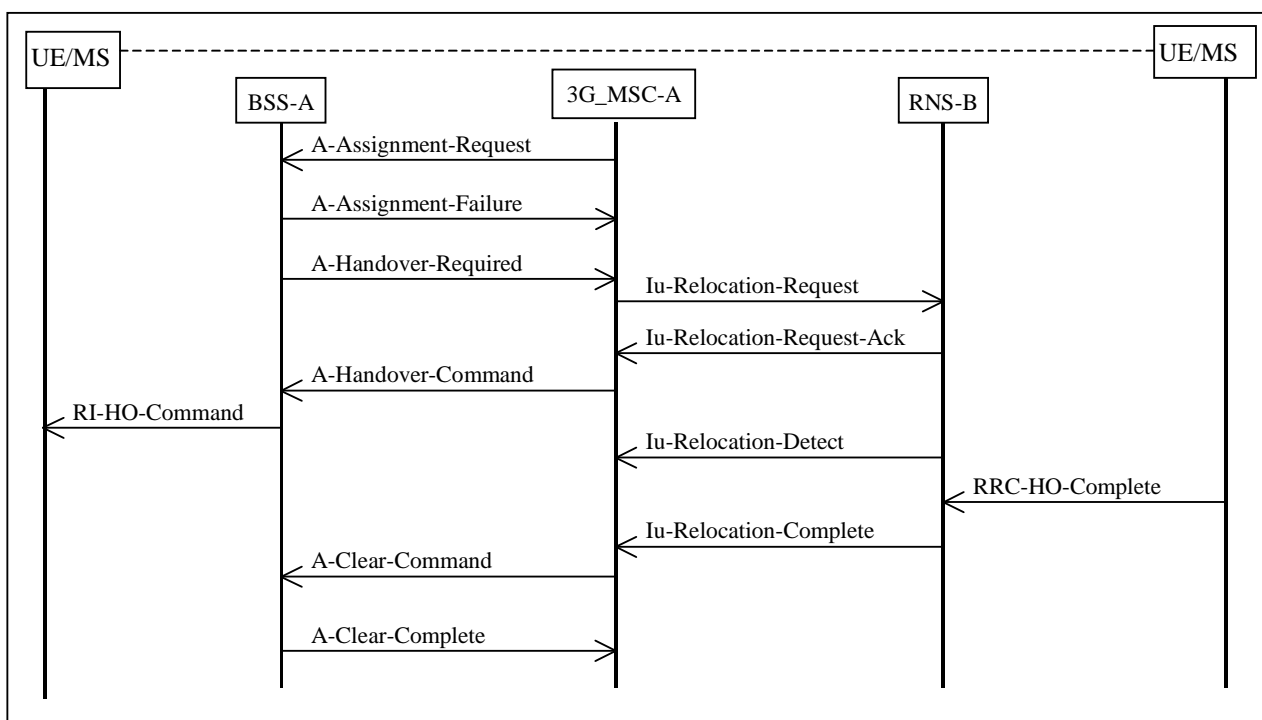 UE/MS
UE/MS
BSS-A
3G_MSC-A
RNS-B
A-Assignment-Request
A-Assignment-Failure
A-Handover-Required
Iu-Relocation-Request
Iu-Relocation-Request-Ack
A-Handover-Command
RI-HO-Command
Iu-Relocation-Detect
RRC-HO-Complete
Iu-Relocation-Complete
A-Clear-Command
A-Clear-Complete